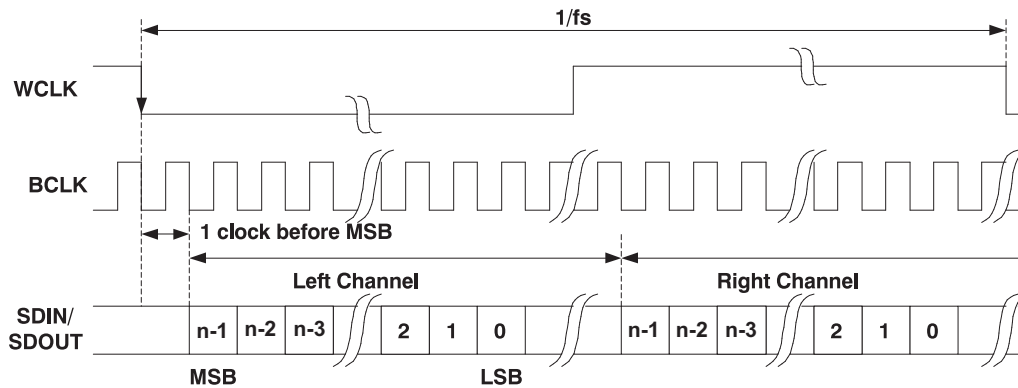 1/fs
WCLK
BCLK
1 clock before MSB
Left Channel
Right Channel
SDIN/
SDOUT
n-1 n-2 n-3 2 1 0 n-1 n-2 n-3 2 1 0
MSB LSB